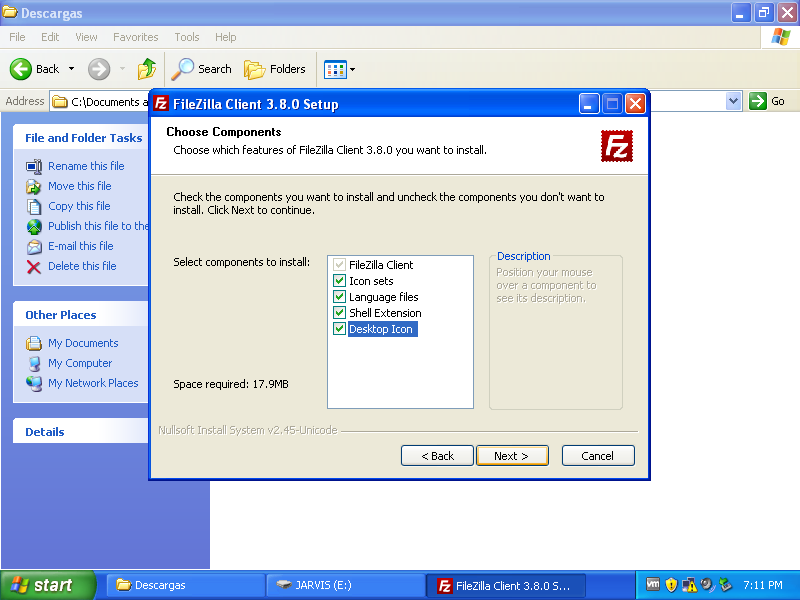 Descargas
File Edit View Favorites Tools Help
Back Search Folders
Address C:\Documents a Go
FileZilla Client 3.8.0 Setup
Choose Components
Choose which features of FileZilla Client 3.8.0 you want to install.
Fz
Check the components you want to install and uncheck the components you don't want to
install. Click Next to continue.
Select components to install:
FileZilla Client
Icon sets
Language files
Shell Extension
Desktop Icon
Description
Position your mouse
over a component to
see its description.
Space required: 17.9MB
Nullsoft Install System v2.45-Unicode
< Back Next > Cancel
File and Folder Tasks
Rename this file
Move this file
Copy this file
Publish this file to the
E-mail this file
Delete this file
Other Places
My Documents
My Computer
My Network Places
Details
start Descargas JARVIS (E:) FileZilla Client 3.8.0 S... 7:11 PM